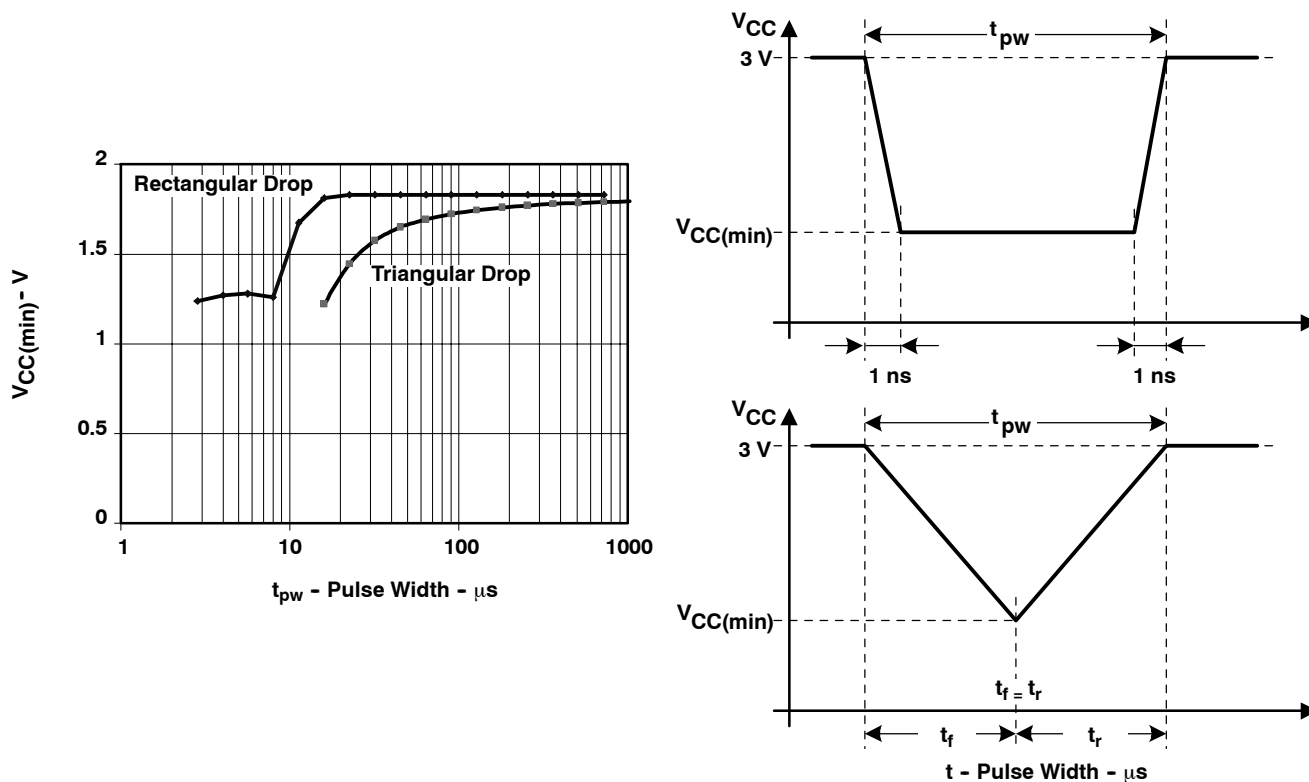 2
1.5
1
0.5
0
VCC(min) - V
Rectangular Drop
Triangular Drop
1
10
100
1000
tpw - Pulse Width - μs
VCC
3 V
tpw
VCC(min)
1 ns
1 ns
VCC
3 V
tpw
VCC(min)
tf = tr
tf
tr
t - Pulse Width - μs